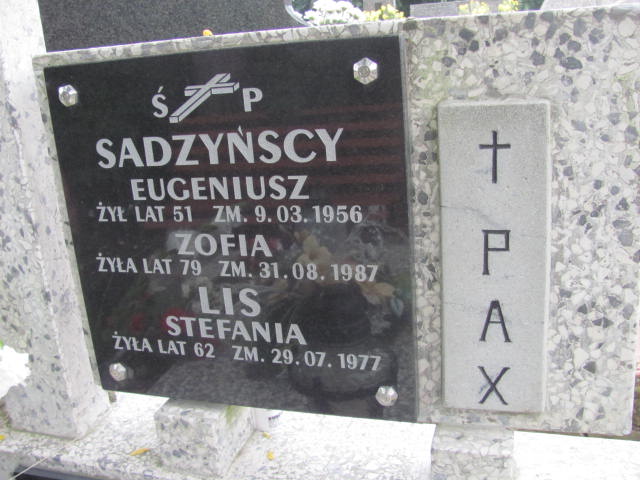 Ś P
SADZYŃSCY
EUGENIUSZ
ŻYŁ LAT 51 ZM. 9.03.1956
ZOFIA
ŻYŁA LAT 79 ZM. 31.08.1987
LIS
STEFANIA
ŻYŁA LAT 62 ZM. 29.07.1977
P
A
X